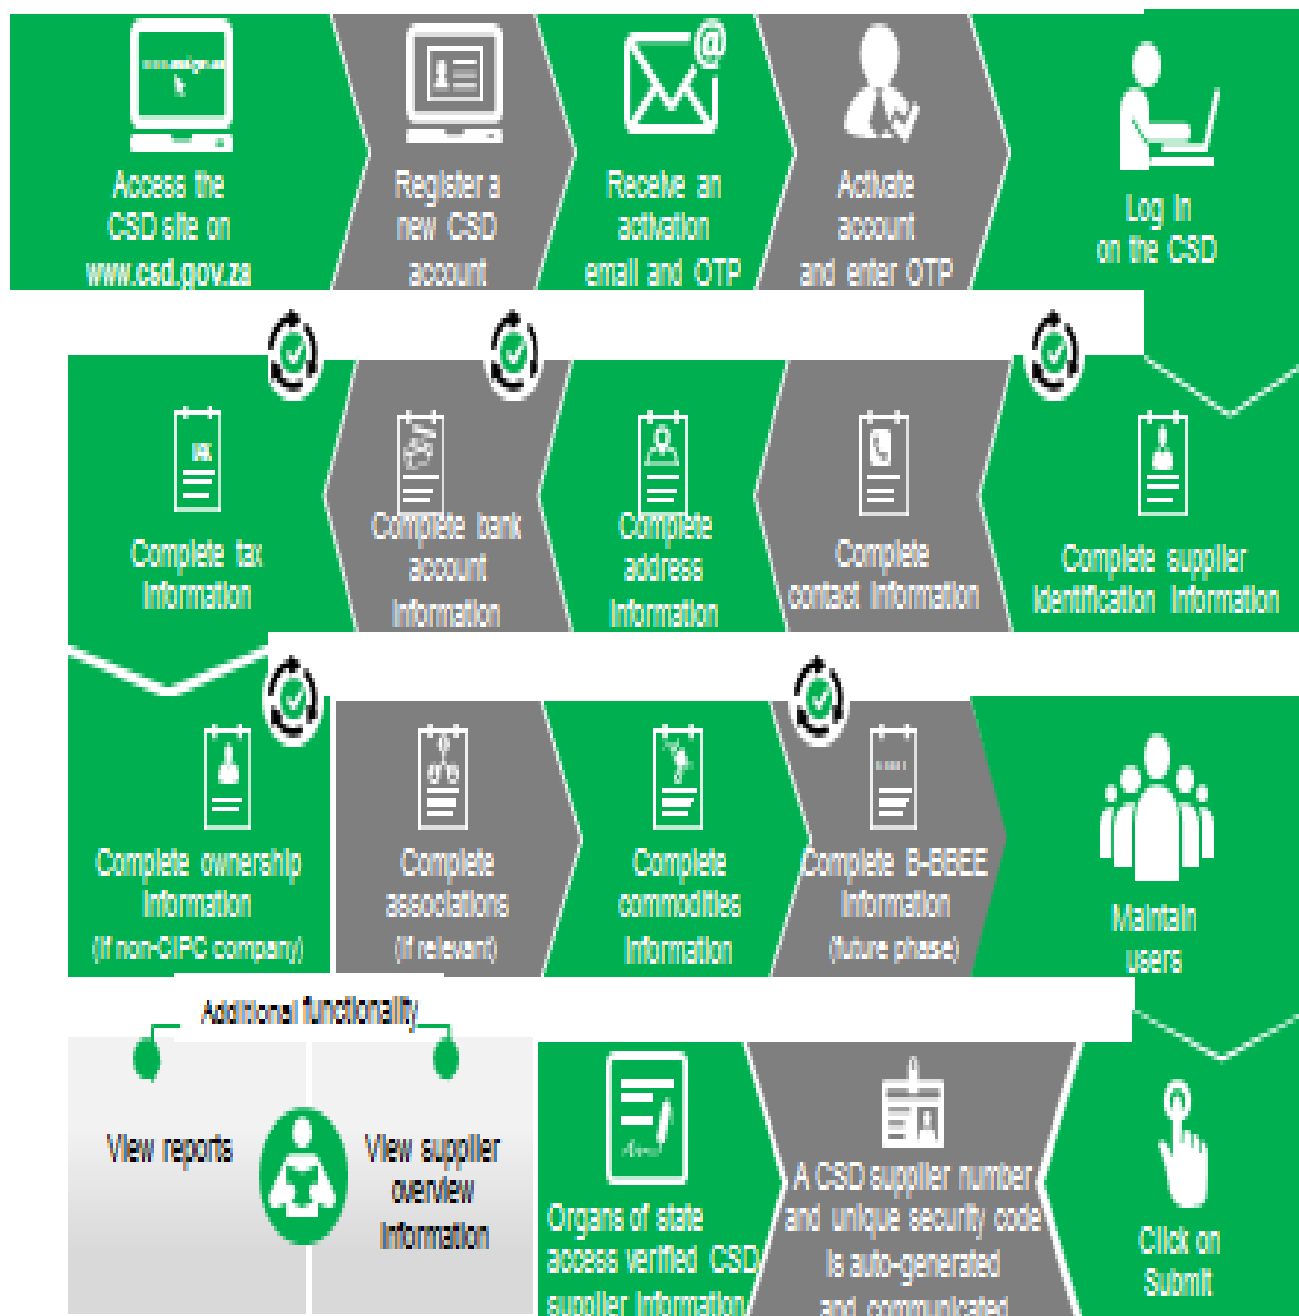 Access the
CSD site on
www.csd.gov.za
Register a
new CSD
account
Receive an
activation
email and OTP
@
Activate
account
and enter OTP
Log in
on the CSD
Complete tax
Information
Complete bank
account
Information
Complete
address
Information
Complete
contact Information
Complete supplier
Identification Information
Complete ownership
Information
(If non-CIPC company)
Complete
associations
(If relevant)
Complete
commodities
Information
Complete B-BBEE
Information
(future phase)
Maintain
users
Additional functionality
View reports
View supplier
overview
Information
Organs of state
access verified CSD
supplier Information
A CSD supplier number
and unique security code
is auto-generated
and communicated
Click on
Submit